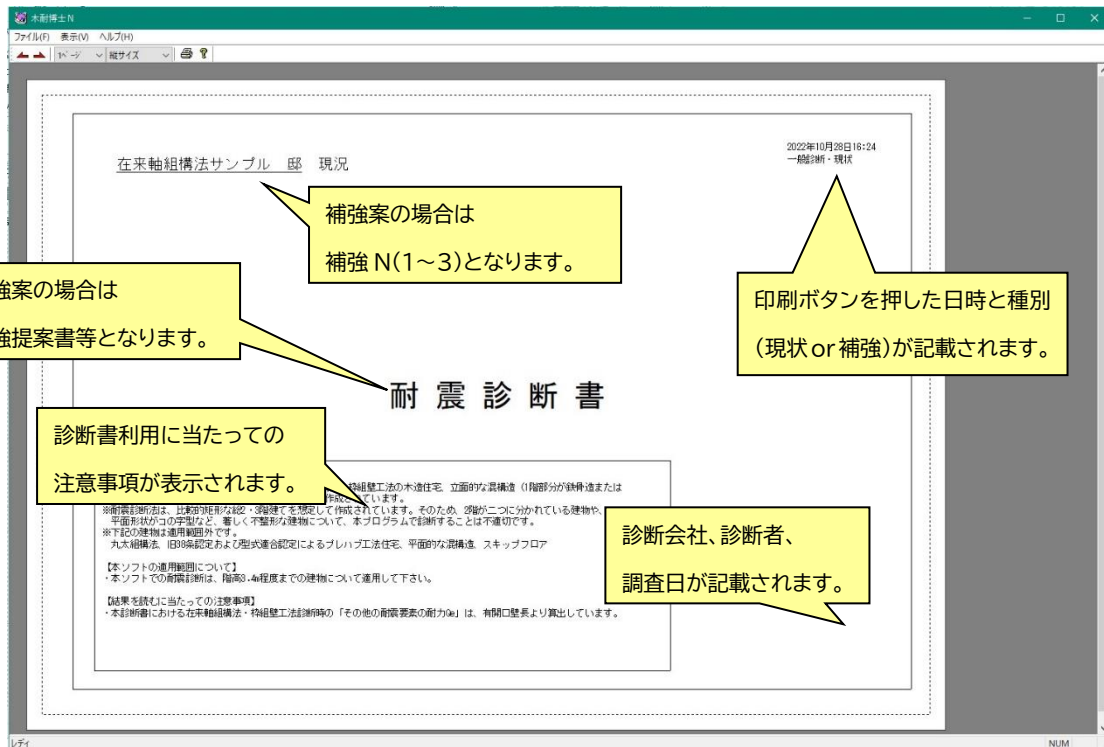 木耐博士N
ファイル(F) 表示(V) ヘルプ(H)
1ページ 縦サイズ
2022年10月28日16:24
一般診断・現状
在来軸組構法サンプル 邸 現況
補強案の場合は
補強 N(1～3)となります。
強案の場合は
強提案書等となります。
印刷ボタンを押した日時と種別
(現状or補強)が記載されます。
耐震診断書
診断書利用に当たっての
注意事項が表示されます。
枠組壁工法の木造住宅、立面的な混構造（1階部分が鉄骨造または
作成されています。
※耐震診断法は、比較的矩形な総2・3階建てを想定して作成されています。そのため、2階が二つに分かれている建物や、
平面形状がコの字型など、著しく不整形な建物について、本プログラムで診断することは不適切です。
※下記の建物は適用範囲外です。
丸太組構法、旧38条認定および型式適合認定によるプレハブ工法住宅、平面的な混構造、スキップフロア
【本ソフトの適用範囲について】
・本ソフトでの耐震診断は、階高3.4m程度までの建物について適用して下さい。
【結果を読むに当たっての注意事項】
・本診断書における在来軸組構法・枠組壁工法診断時の「その他の耐震要素の耐力Qe」は、有開口壁長より算出しています。
診断会社、診断者、
調査日が記載されます。
レディ
NUM